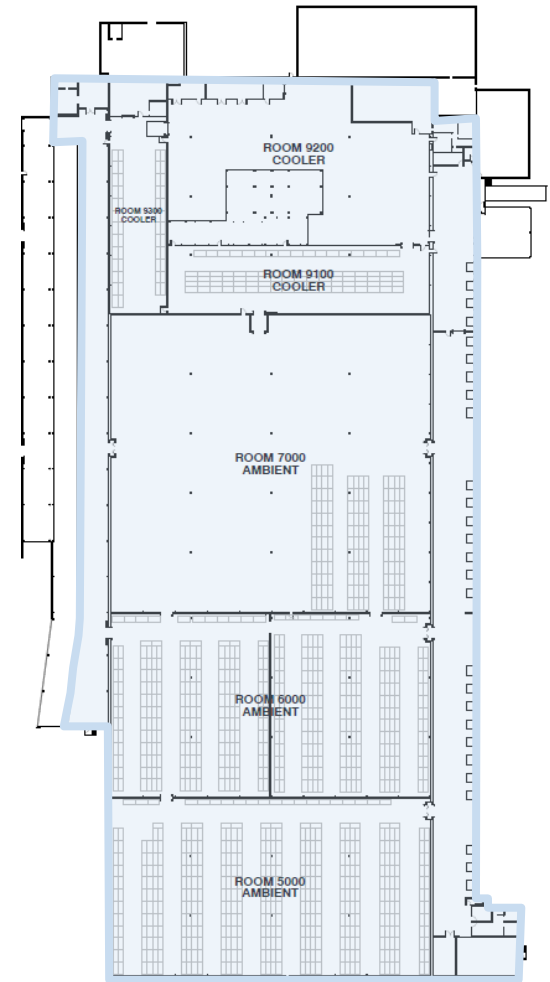 ROOM 9200
COOLER
ROOM 9300
COOLER
ROOM 9100
COOLER
ROOM 7000
AMBIENT
ROOM 6000
AMBIENT
ROOM 5000
AMBIENT